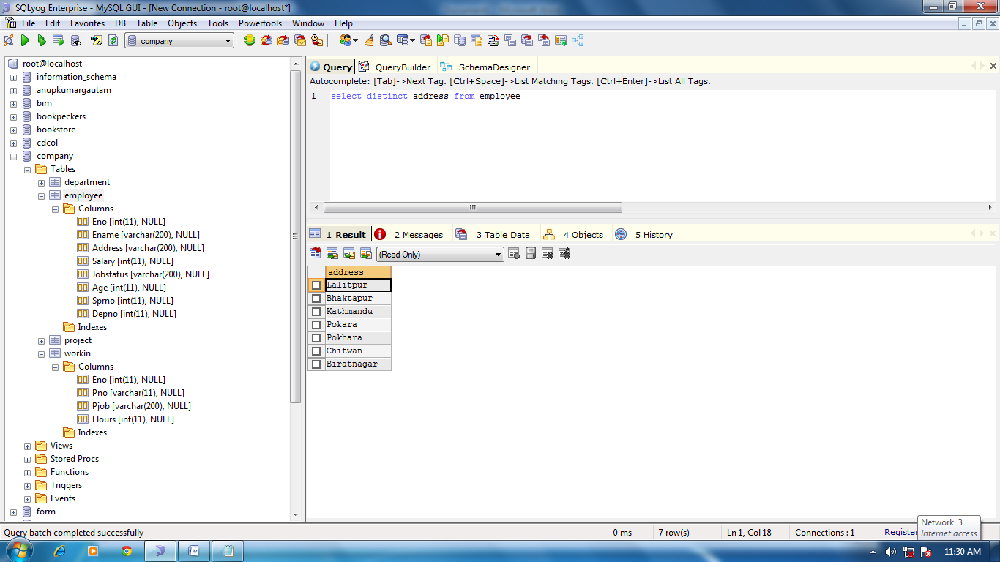 SQLyog Enterprise - MySQL GUI - [New Connection - root@localhost*]
File Edit Favorites DB Table Objects Tools Powertools Window Help
company
root@localhost
information_schema
anupkumargautam
bim
bookpeckers
bookstore
cdcol
company
Tables
department
employee
Columns
Eno [int(11), NULL]
Ename [varchar(200), NULL]
Address [varchar(200), NULL]
Salary [int(11), NULL]
Jobstatus [varchar(200), NULL]
Age [int(11), NULL]
Sprno [int(11), NULL]
Depno [int(11), NULL]
Indexes
project
workin
Columns
Eno [int(11), NULL]
Pno [varchar(11), NULL]
Pjob [varchar(200), NULL]
Hours [int(11), NULL]
Indexes
Views
Stored Procs
Functions
Triggers
Events
form
Query QueryBuilder SchemaDesigner
Autocomplete: [Tab]->Next Tag. [Ctrl+Space]->List Matching Tags. [Ctrl+Enter]->List All Tags.
1 select distinct address from employee
1 Result 2 Messages 3 Table Data 4 Objects 5 History
(Read Only)
address
Lalitpur
Bhaktapur
Kathmandu
Pokara
Pokhara
Chitwan
Biratnagar
Query batch completed successfully 0 ms 7 row(s) Ln 1, Col 18 Connections : 1 Register
Network 3
Internet access
11:30 AM